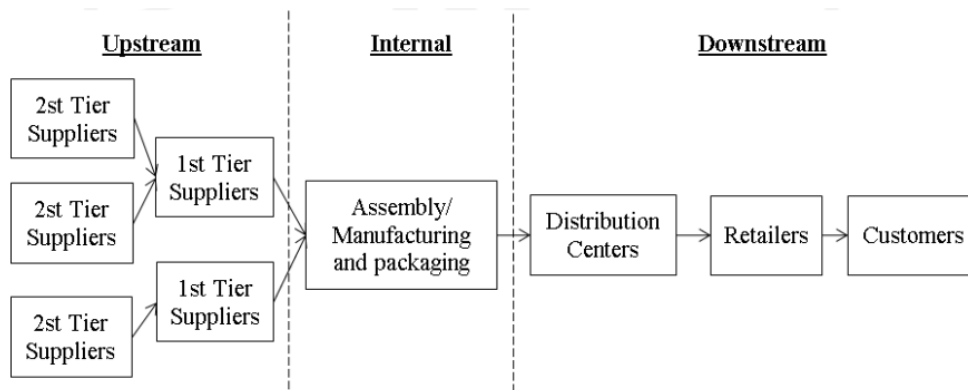 Upstream
Internal
Downstream
2st Tier
Suppliers
2st Tier
Suppliers
2st Tier
Suppliers
1st Tier
Suppliers
1st Tier
Suppliers
Assembly/
Manufacturing
and packaging
Distribution
Centers
Retailers
Customers